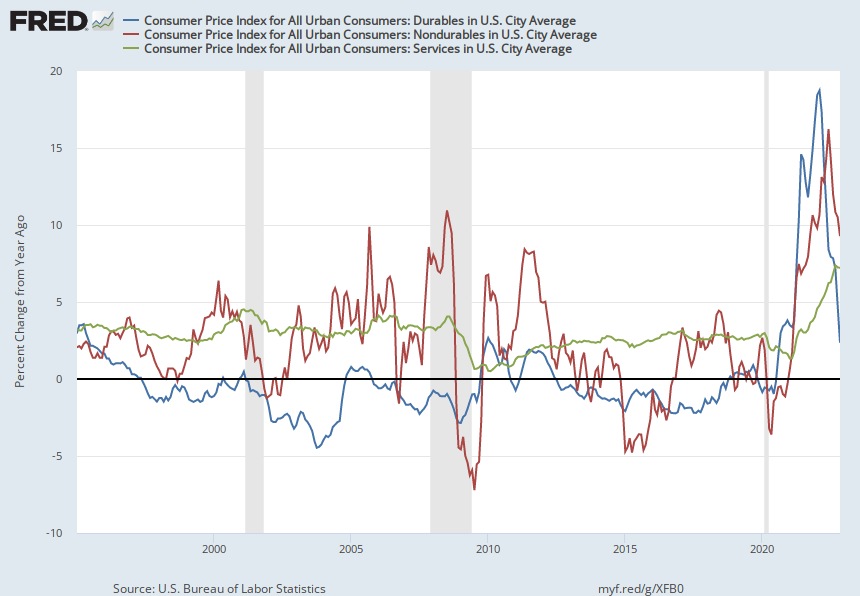 FRED
Consumer Price Index for All Urban Consumers: Durables in U.S. City Average
Consumer Price Index for All Urban Consumers: Nondurables in U.S. City Average
Consumer Price Index for All Urban Consumers: Services in U.S. City Average
Percent Change from Year Ago
20
15
10
5
0
-5
-10
2000 2005 2010 2015 2020
Source: U.S. Bureau of Labor Statistics myf.red/g/XFB0